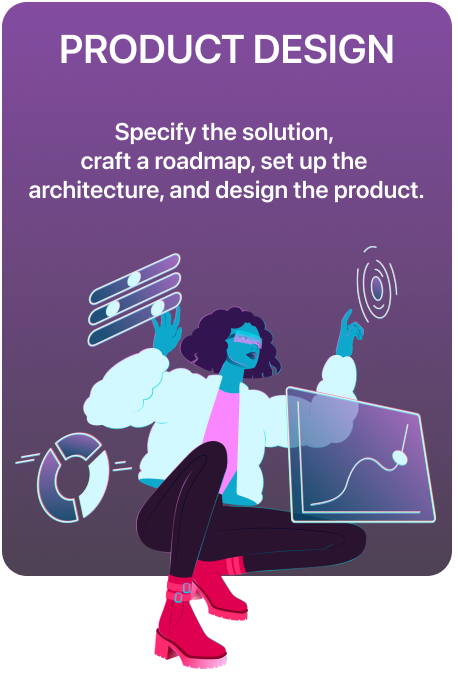 PRODUCT DESIGN
Specify the solution,
craft a roadmap, set up the
architecture, and design the product.